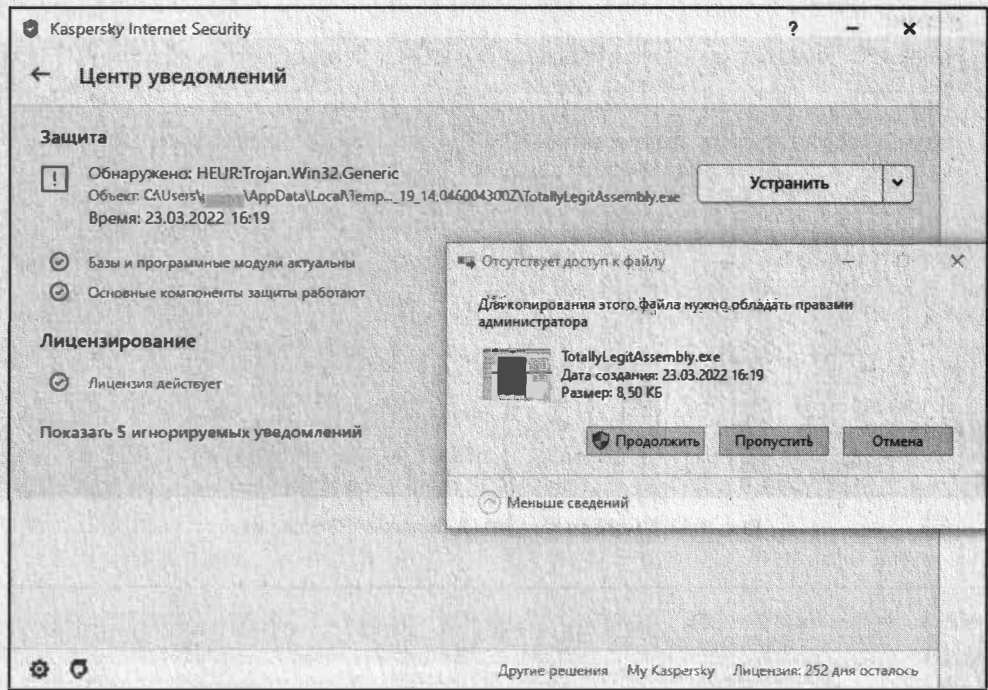 Kaspersky Internet Security
?
Центр уведомлений
Защита
Обнаружено: HEUR:Trojan.Win32.Generic
Объект: C:\Users\ \AppData\Local\Temp..._19_14.046004300Z\TotallyLegitAssembly.exe
Время: 23.03.2022 16:19
Устранить
Базы и программные модули актуальны
Основные компоненты защиты работают
Лицензирование
Лицензия действует
Показать 5 игнорируемых уведомлений
Отсутствует доступ к файлу
Для копирования этого файла нужно обладать правами
администратора
TotallyLegitAssembly.exe
Дата создания: 23.03.2022 16:19
Размер: 8,50 КБ
Продолжить Пропустить Отмена
Меньше сведений
Другие решения My Kaspersky Лицензия: 252 дня осталось